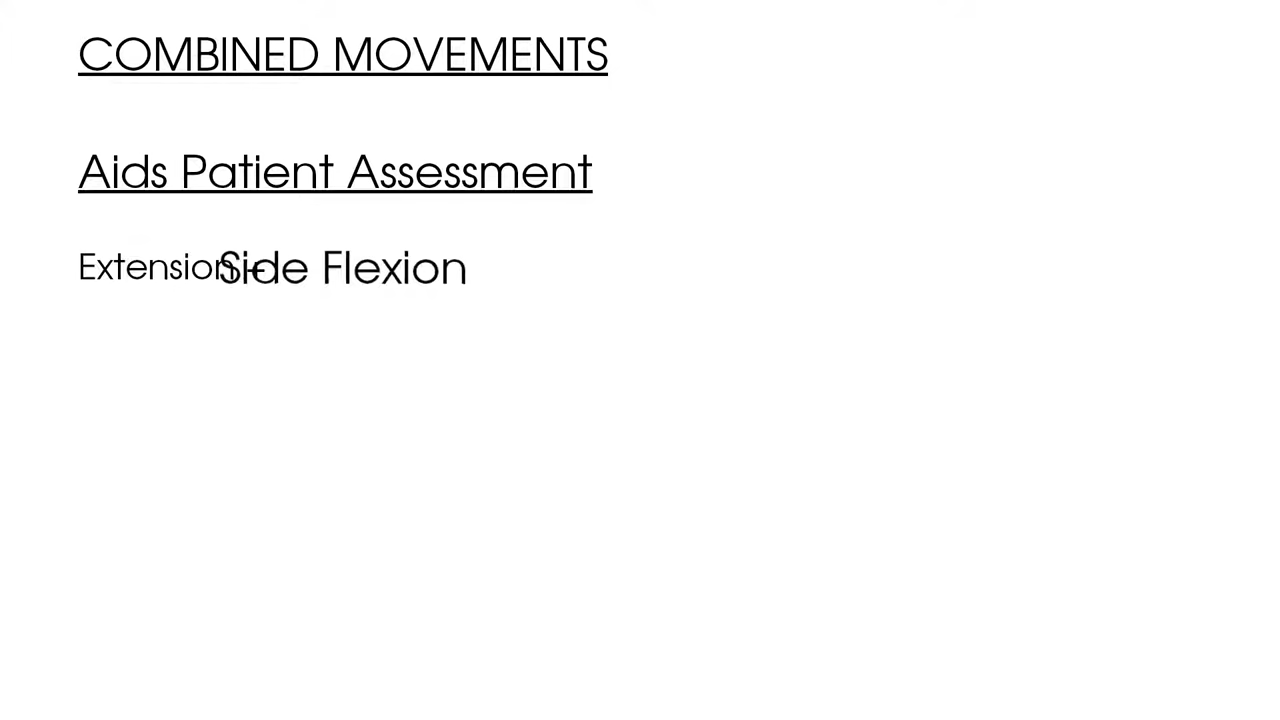 COMBINED MOVEMENTS
Aids Patient Assessment
Extension + Side Flexion